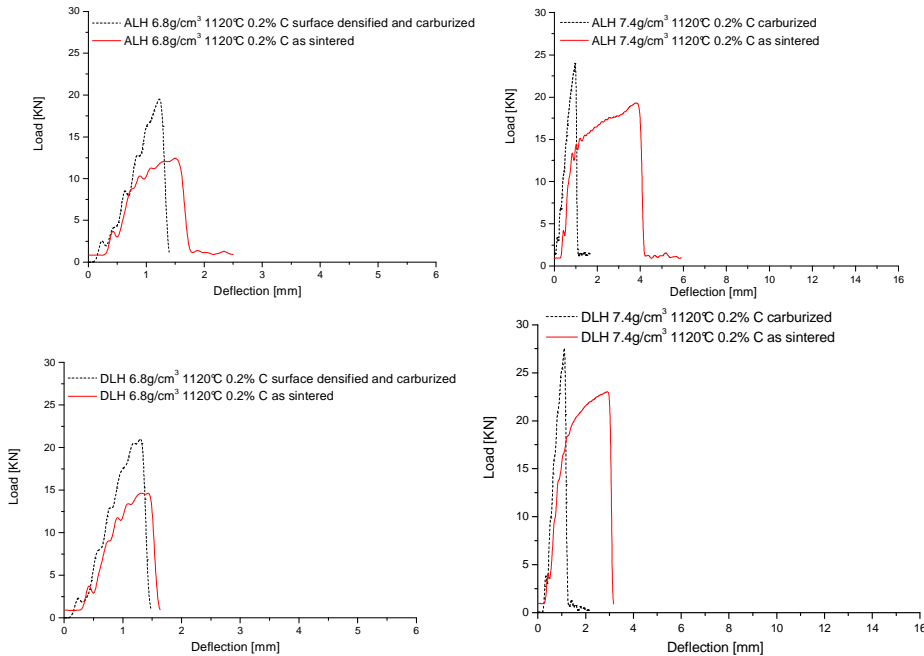 ALH 6.8g/cm³ 1120℃ 0.2% C surface densified and carburized
ALH 6.8g/cm³ 1120℃ 0.2% C as sintered
30
25
20
15
10
5
0
Load [KN]
0 1 2 3 4 5 6
Deflection [mm]
ALH 7.4g/cm³ 1120℃ 0.2% C carburized
ALH 7.4g/cm³ 1120℃ 0.2% C as sintered
30
25
20
15
10
5
0
Load [KN]
0 2 4 6 8 10 12 14 16
Deflection [mm]
DLH 6.8g/cm³ 1120℃ 0.2% C surface densified and carburized
DLH 6.8g/cm³ 1120℃ 0.2% C as sintered
30
25
20
15
10
5
0
Load [KN]
0 1 2 3 4 5 6
Deflection [mm]
DLH 7.4g/cm³ 1120℃ 0.2% C carburized
DLH 7.4g/cm³ 1120℃ 0.2% C as sintered
30
25
20
15
10
5
0
Load [KN]
0 2 4 6 8 10 12 14 16
Deflection [mm]